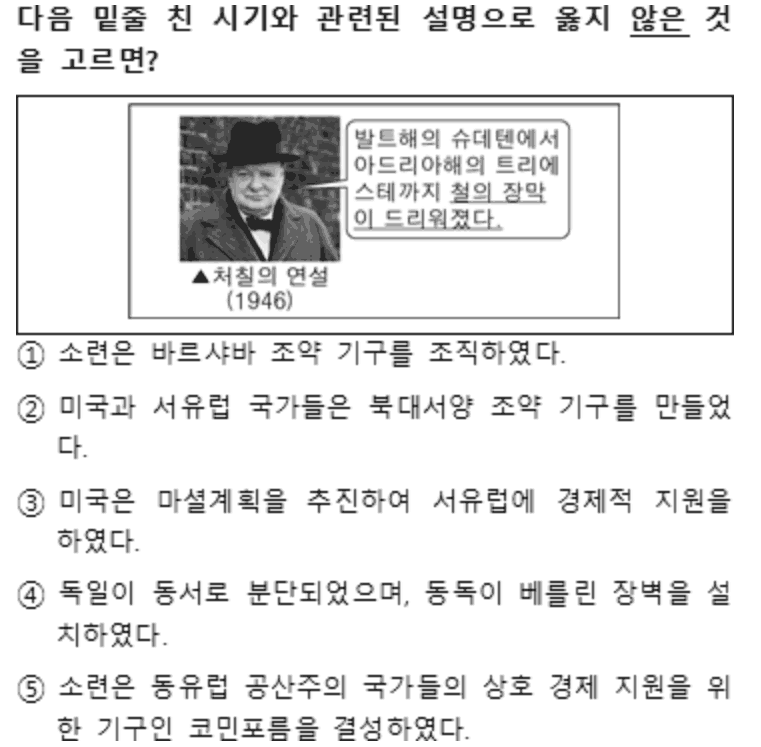 다음 밑줄 친 시기와 관련된 설명으로 옳지 않은 것
을 고르면?
발트해의 슈데텐에서
아드리아해의 트리에
스테까지 철의 장막
이 드리워졌다.
▲처칠의 연설
(1946)
① 소련은 바르샤바 조약 기구를 조직하였다.
② 미국과 서유럽 국가들은 북대서양 조약 기구를 만들었
다.
③ 미국은 마셜계획을 추진하여 서유럽에 경제적 지원을
하였다.
④ 독일이 동서로 분단되었으며, 동독이 베를린 장벽을 설
치하였다.
⑤ 소련은 동유럽 공산주의 국가들의 상호 경제 지원을 위
한 기구인 코민포름을 결성하였다.